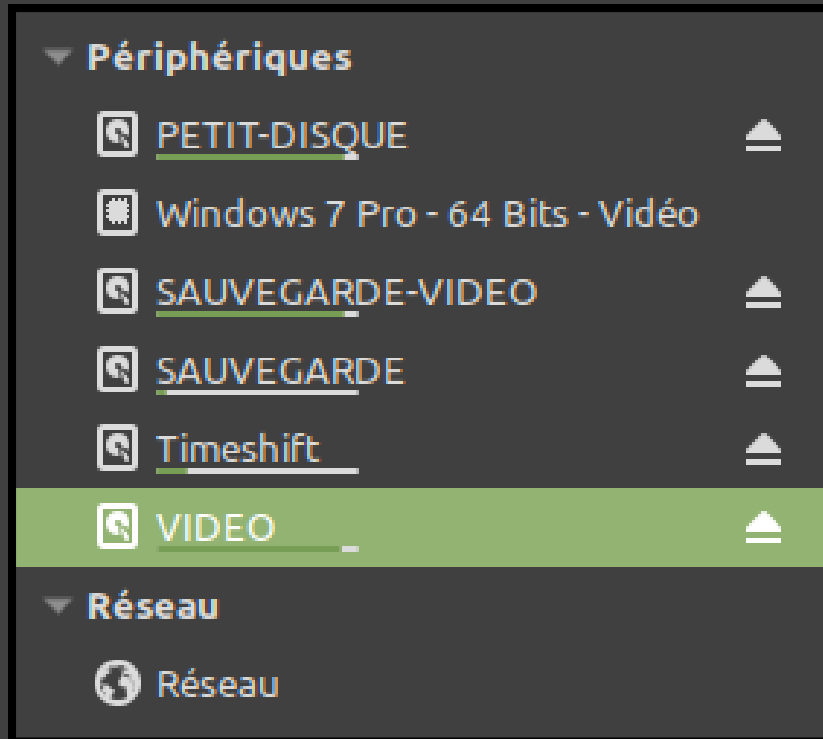 Périphériques
PETIT-DISQUE
Windows 7 Pro - 64 Bits - Vidéo
SAUVEGARDE-VIDEO
SAUVEGARDE
Timeshift
VIDEO
Réseau
Réseau